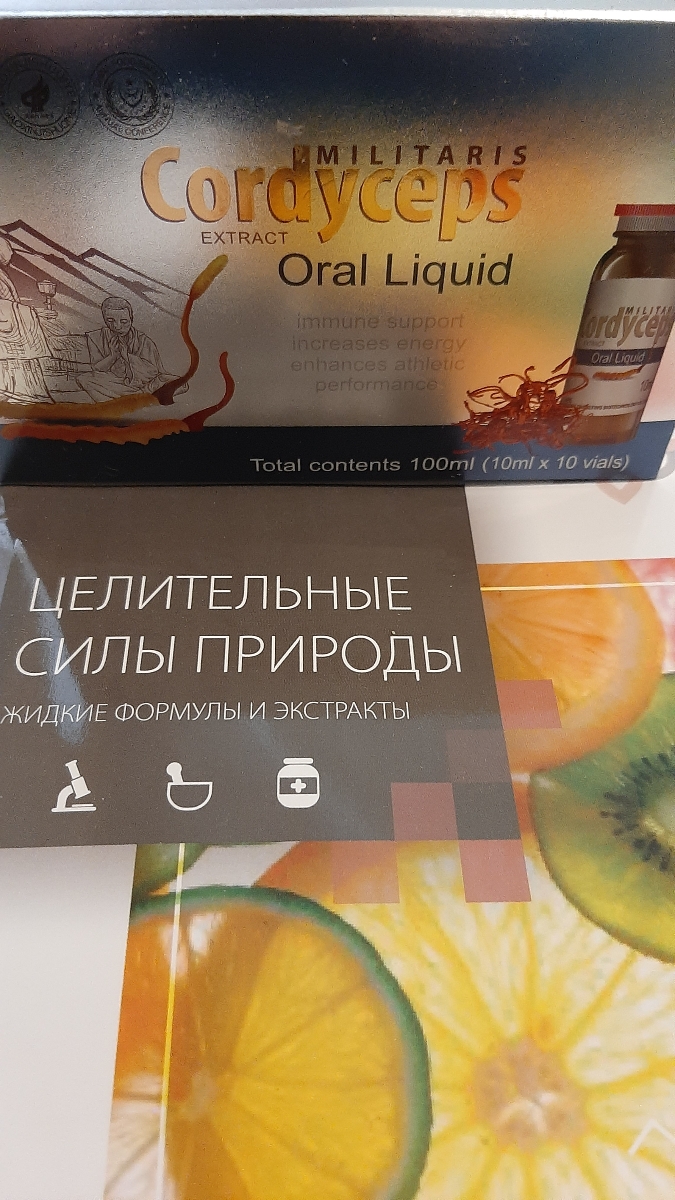 MILITARIS
Cordyceps
EXTRACT
Oral Liquid
immune support
increases energy
enhances athletic
performance
MILITARIS
Cordyceps
Oral Liquid
Total contents 100ml (10ml x 10 vials)
ЦЕЛИТЕЛЬНЫЕ
СИЛЫ ПРИРОДЫ
ЖИДКИЕ ФОРМУЛЫ И ЭКСТРАКТЫ